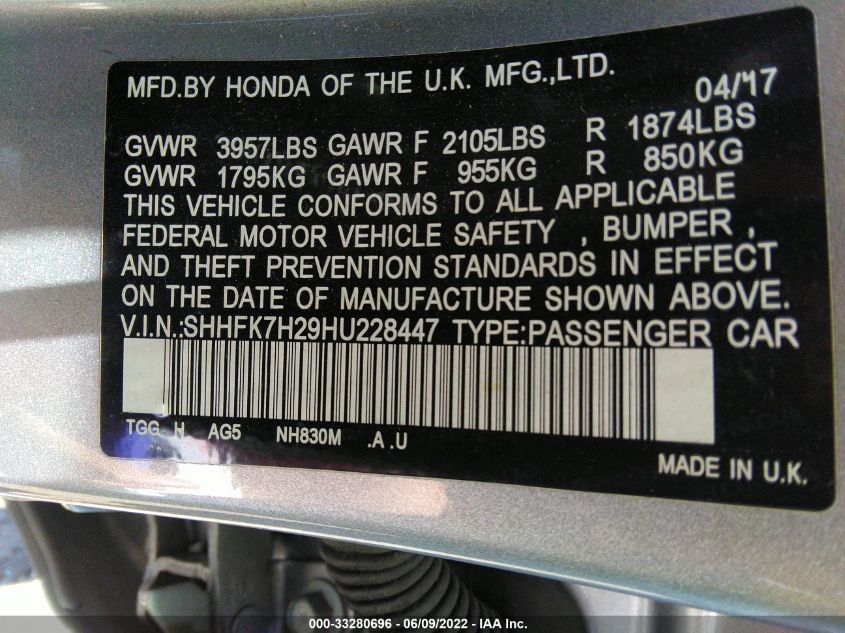 MFD.BY HONDA OF THE U.K. MFG.,LTD. 04/17
GVWR 3957LBS GAWR F 2105LBS R 1874LBS
GVWR 1795KG GAWR F 955KG R 850KG
THIS VEHICLE CONFORMS TO ALL APPLICABLE
FEDERAL MOTOR VEHICLE SAFETY , BUMPER ,
AND THEFT PREVENTION STANDARDS IN EFFECT
ON THE DATE OF MANUFACTURE SHOWN ABOVE.
V.I.N.:SHHFK7H29HU228447 TYPE:PASSENGER CAR
TGG H AG5 NH830M .A .U
MADE IN U.K.
000-33280696 - 06/09/2022 - IAA Inc.